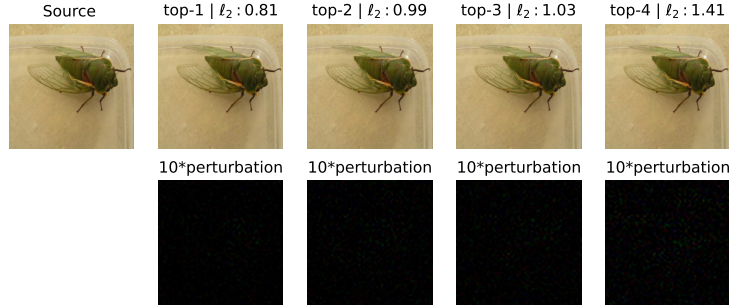 Source
top-1 | ℓ₂ : 0.81
top-2 | ℓ₂ : 0.99
top-3 | ℓ₂ : 1.03
top-4 | ℓ₂ : 1.41
10*perturbation
10*perturbation
10*perturbation
10*perturbation